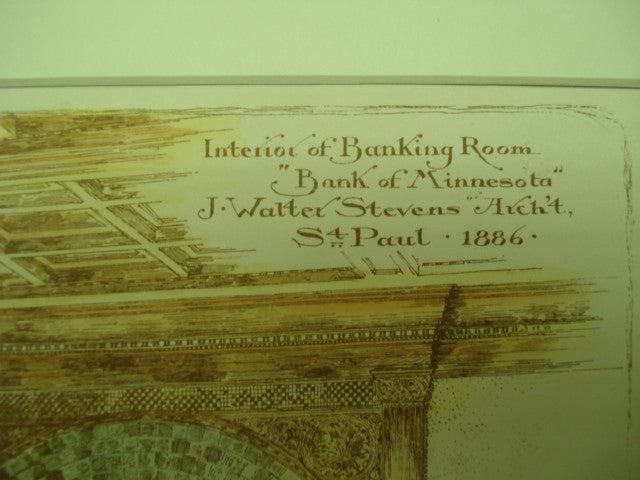 Interior of Banking Room
"Bank of Minnesota"
J. Walter Stevens Arch't,
St Paul · 1886 ·